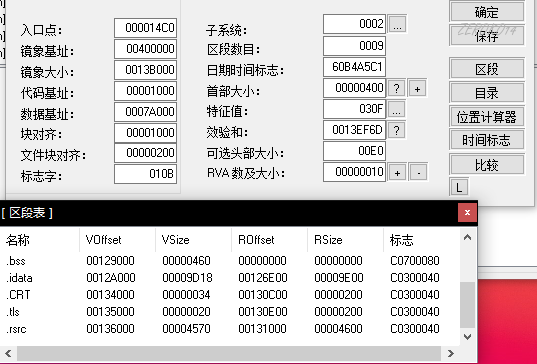 入口点: 000014C0 子系统: 0002 ... 确定
镜像基址: 00400000 区段数目: 0009 保存
镜像大小: 0013B000 日期时间标志: 60B4A5C1 区段
代码基址: 00001000 首部大小: 00000400 ? + 目录
数据基址: 0007A000 特征值: 030F ... 位置计算器
块对齐: 00001000 效验和: 0013EF6D ? 时间标志
文件块对齐: 00000200 可选头部大小: 00E0 比较
标志字: 010B RVA 数及大小: 00000010 + - L
[ 区段表 ] x
名称 VOffset VSize ROffset RSize 标志
.bss 00129000 00000460 00000000 00000000 C0700080
.idata 0012A000 00009D18 00126E00 00009E00 C0300040
.CRT 00134000 00000034 00130C00 00000200 C0300040
.tls 00135000 00000020 00130E00 00000200 C0300040
.rsrc 00136000 00004570 00131000 00004600 C0300040